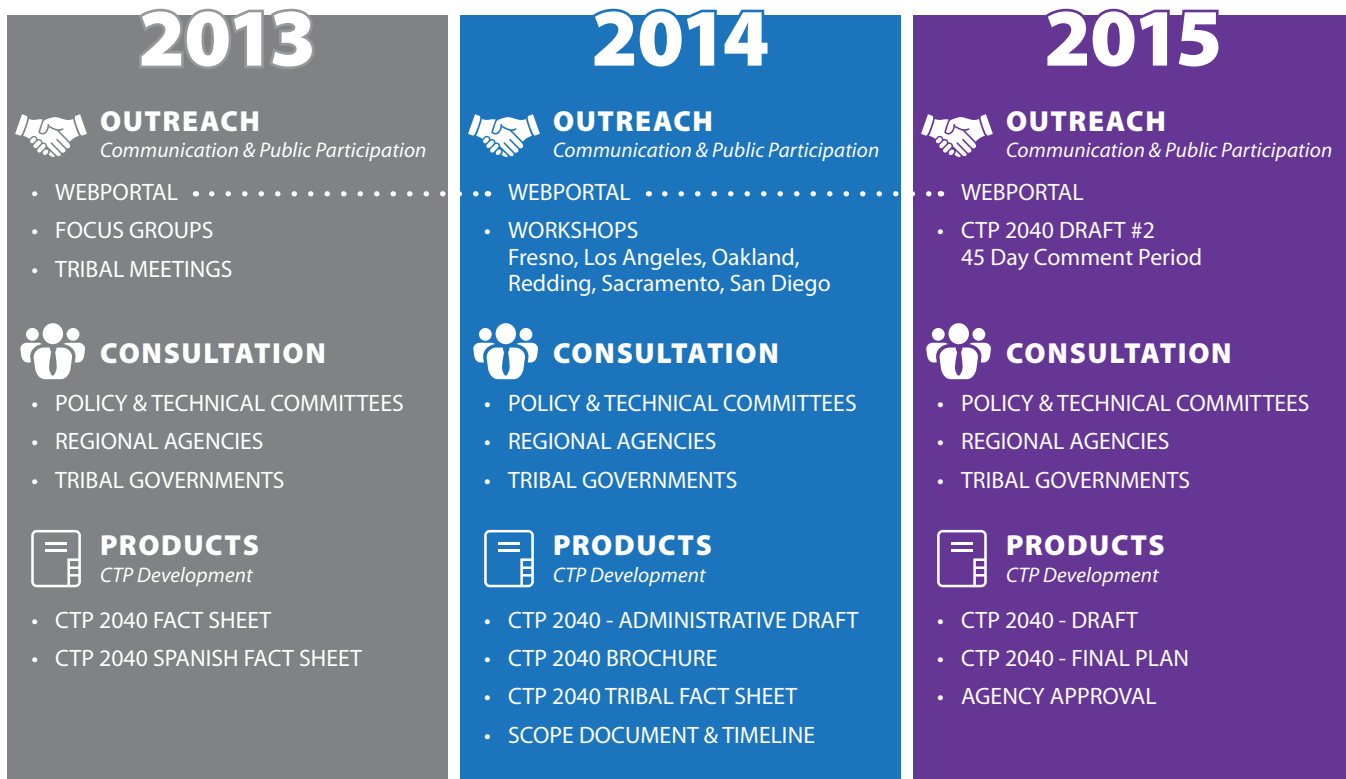 2013
OUTREACH
Communication & Public Participation
• WEBPORTAL
• FOCUS GROUPS
• TRIBAL MEETINGS
CONSULTATION
• POLICY & TECHNICAL COMMITTEES
• REGIONAL AGENCIES
• TRIBAL GOVERNMENTS
PRODUCTS
CTP Development
• CTP 2040 FACT SHEET
• CTP 2040 SPANISH FACT SHEET
2014
OUTREACH
Communication & Public Participation
• WEBPORTAL
• WORKSHOPS
Fresno, Los Angeles, Oakland,
Redding, Sacramento, San Diego
CONSULTATION
• POLICY & TECHNICAL COMMITTEES
• REGIONAL AGENCIES
• TRIBAL GOVERNMENTS
PRODUCTS
CTP Development
• CTP 2040 - ADMINISTRATIVE DRAFT
• CTP 2040 BROCHURE
• CTP 2040 TRIBAL FACT SHEET
• SCOPE DOCUMENT & TIMELINE
2015
OUTREACH
Communication & Public Participation
• WEBPORTAL
• CTP 2040 DRAFT #2
45 Day Comment Period
CONSULTATION
• POLICY & TECHNICAL COMMITTEES
• REGIONAL AGENCIES
• TRIBAL GOVERNMENTS
PRODUCTS
CTP Development
• CTP 2040 - DRAFT
• CTP 2040 - FINAL PLAN
• AGENCY APPROVAL